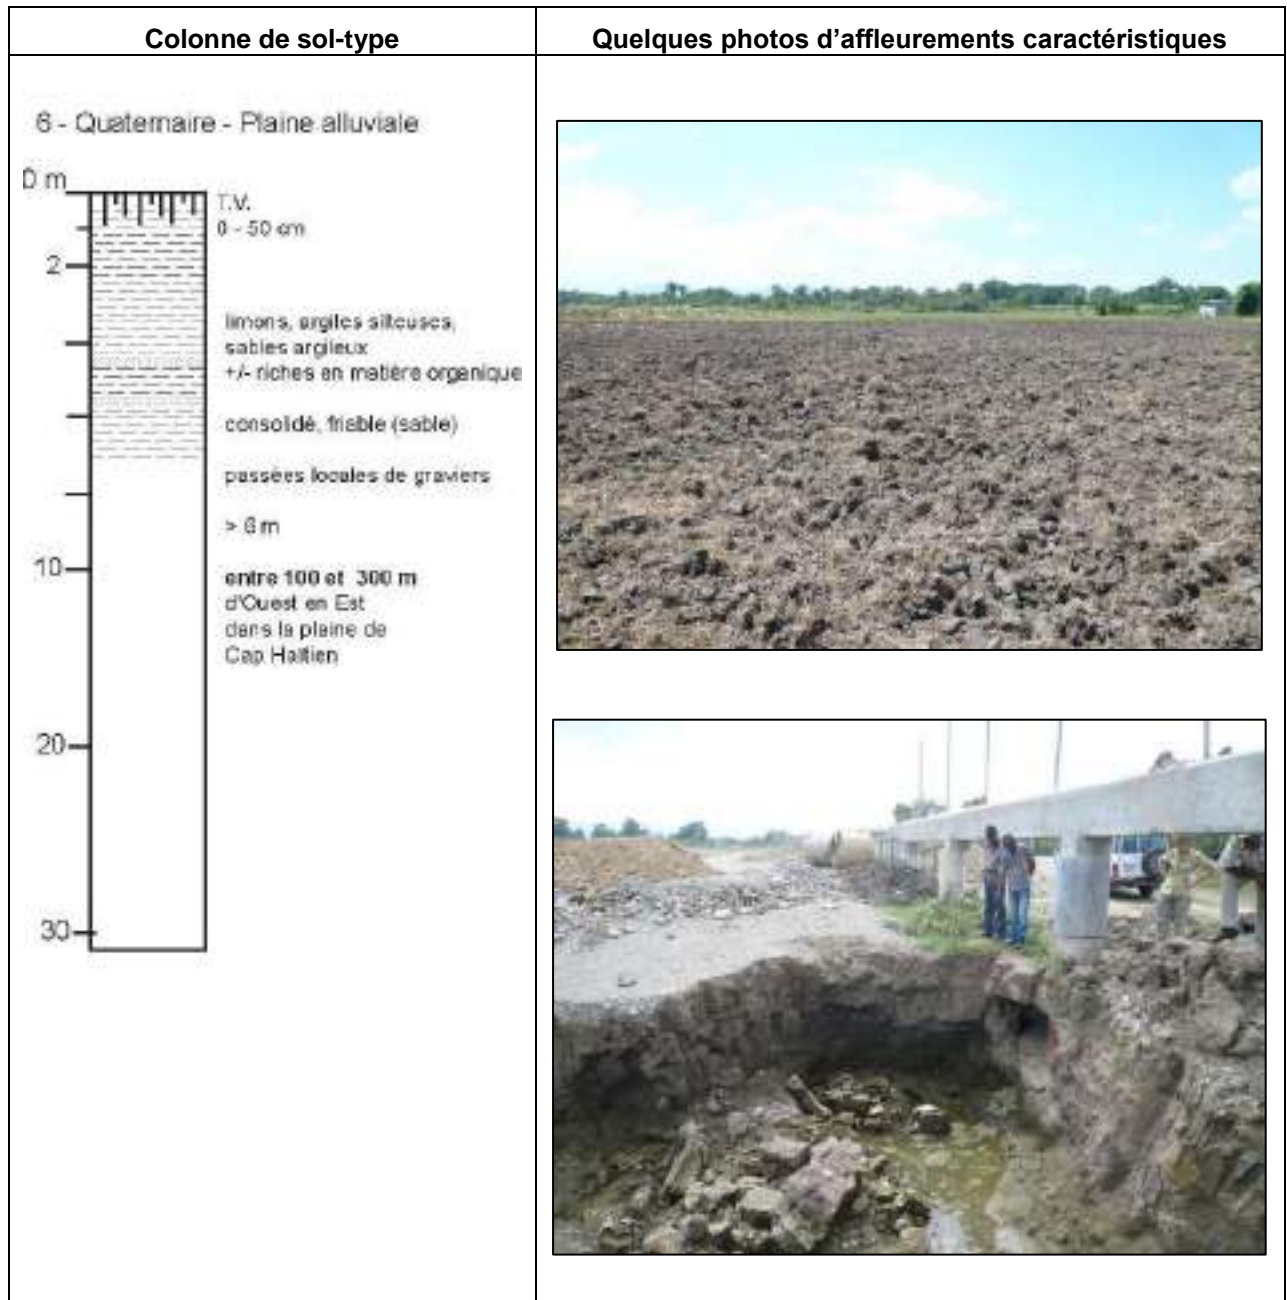 Colonne de sol-type
Quelques photos d'affleurements caractéristiques
6 - Quaternaire - Plaine alluviale
0 m
T.V.
0 - 50 cm
2
limons, argiles silteuses,
sables argileux
+/- riches en matière organique
consolidé, friable (sable)
passées locales de graviers
> 6 m
10
entre 100 et 300 m
d'Ouest en Est
dans la plaine de
Cap Haïtien
20
30